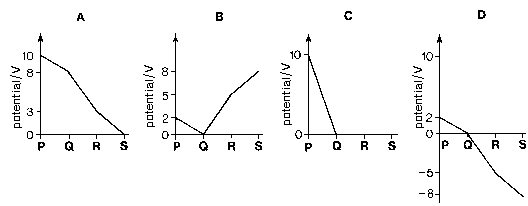 A
potential/V
10
8
3
0
P Q R S
B
potential/V
8
5
2
0
P Q R S
C
potential/V
10
0
P Q R S
D
potential/V
10
2
0
P Q R S
−5
−8